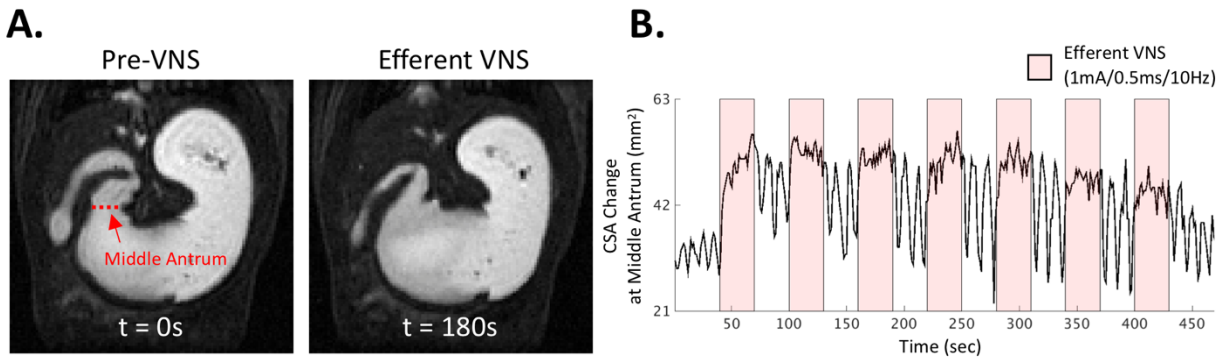 A.
Pre-VNS
Efferent VNS
Middle Antrum
t = 0s
t = 180s
B.
Efferent VNS
(1mA/0.5ms/10Hz)
CSA Change
at Middle Antrum (mm²)
63
42
21
50 100 150 200 250 300 350 400 450
Time (sec)